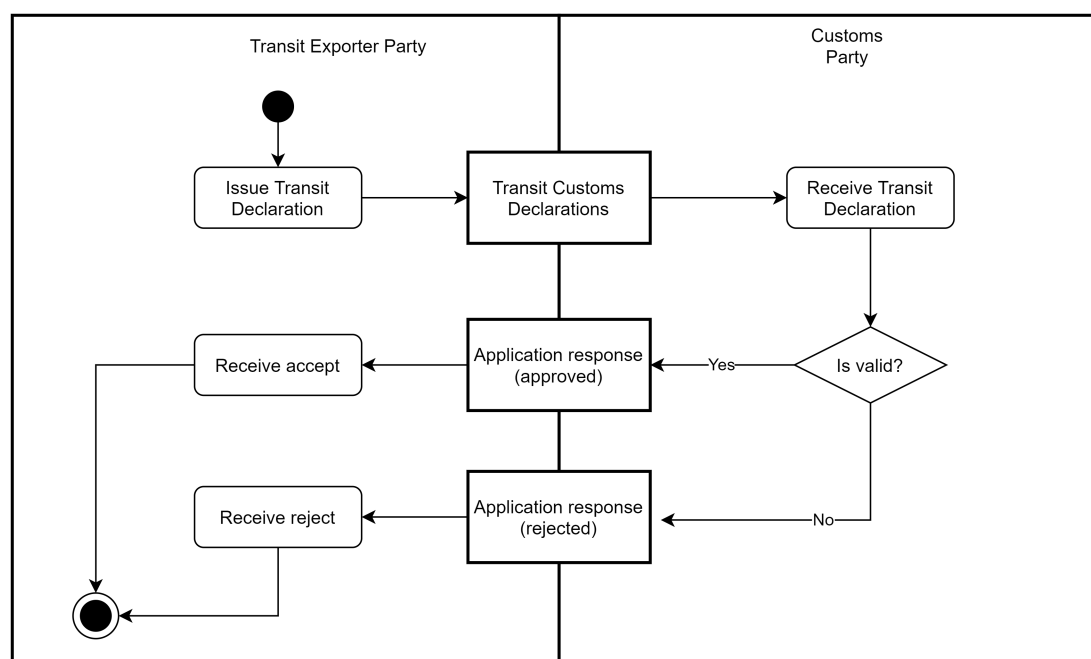 Transit Exporter Party
Customs
Party
Issue Transit
Declaration
Transit Customs
Declarations
Receive Transit
Declaration
Receive accept
Application response
(approved)
Yes
Is valid?
Receive reject
Application response
(rejected)
No